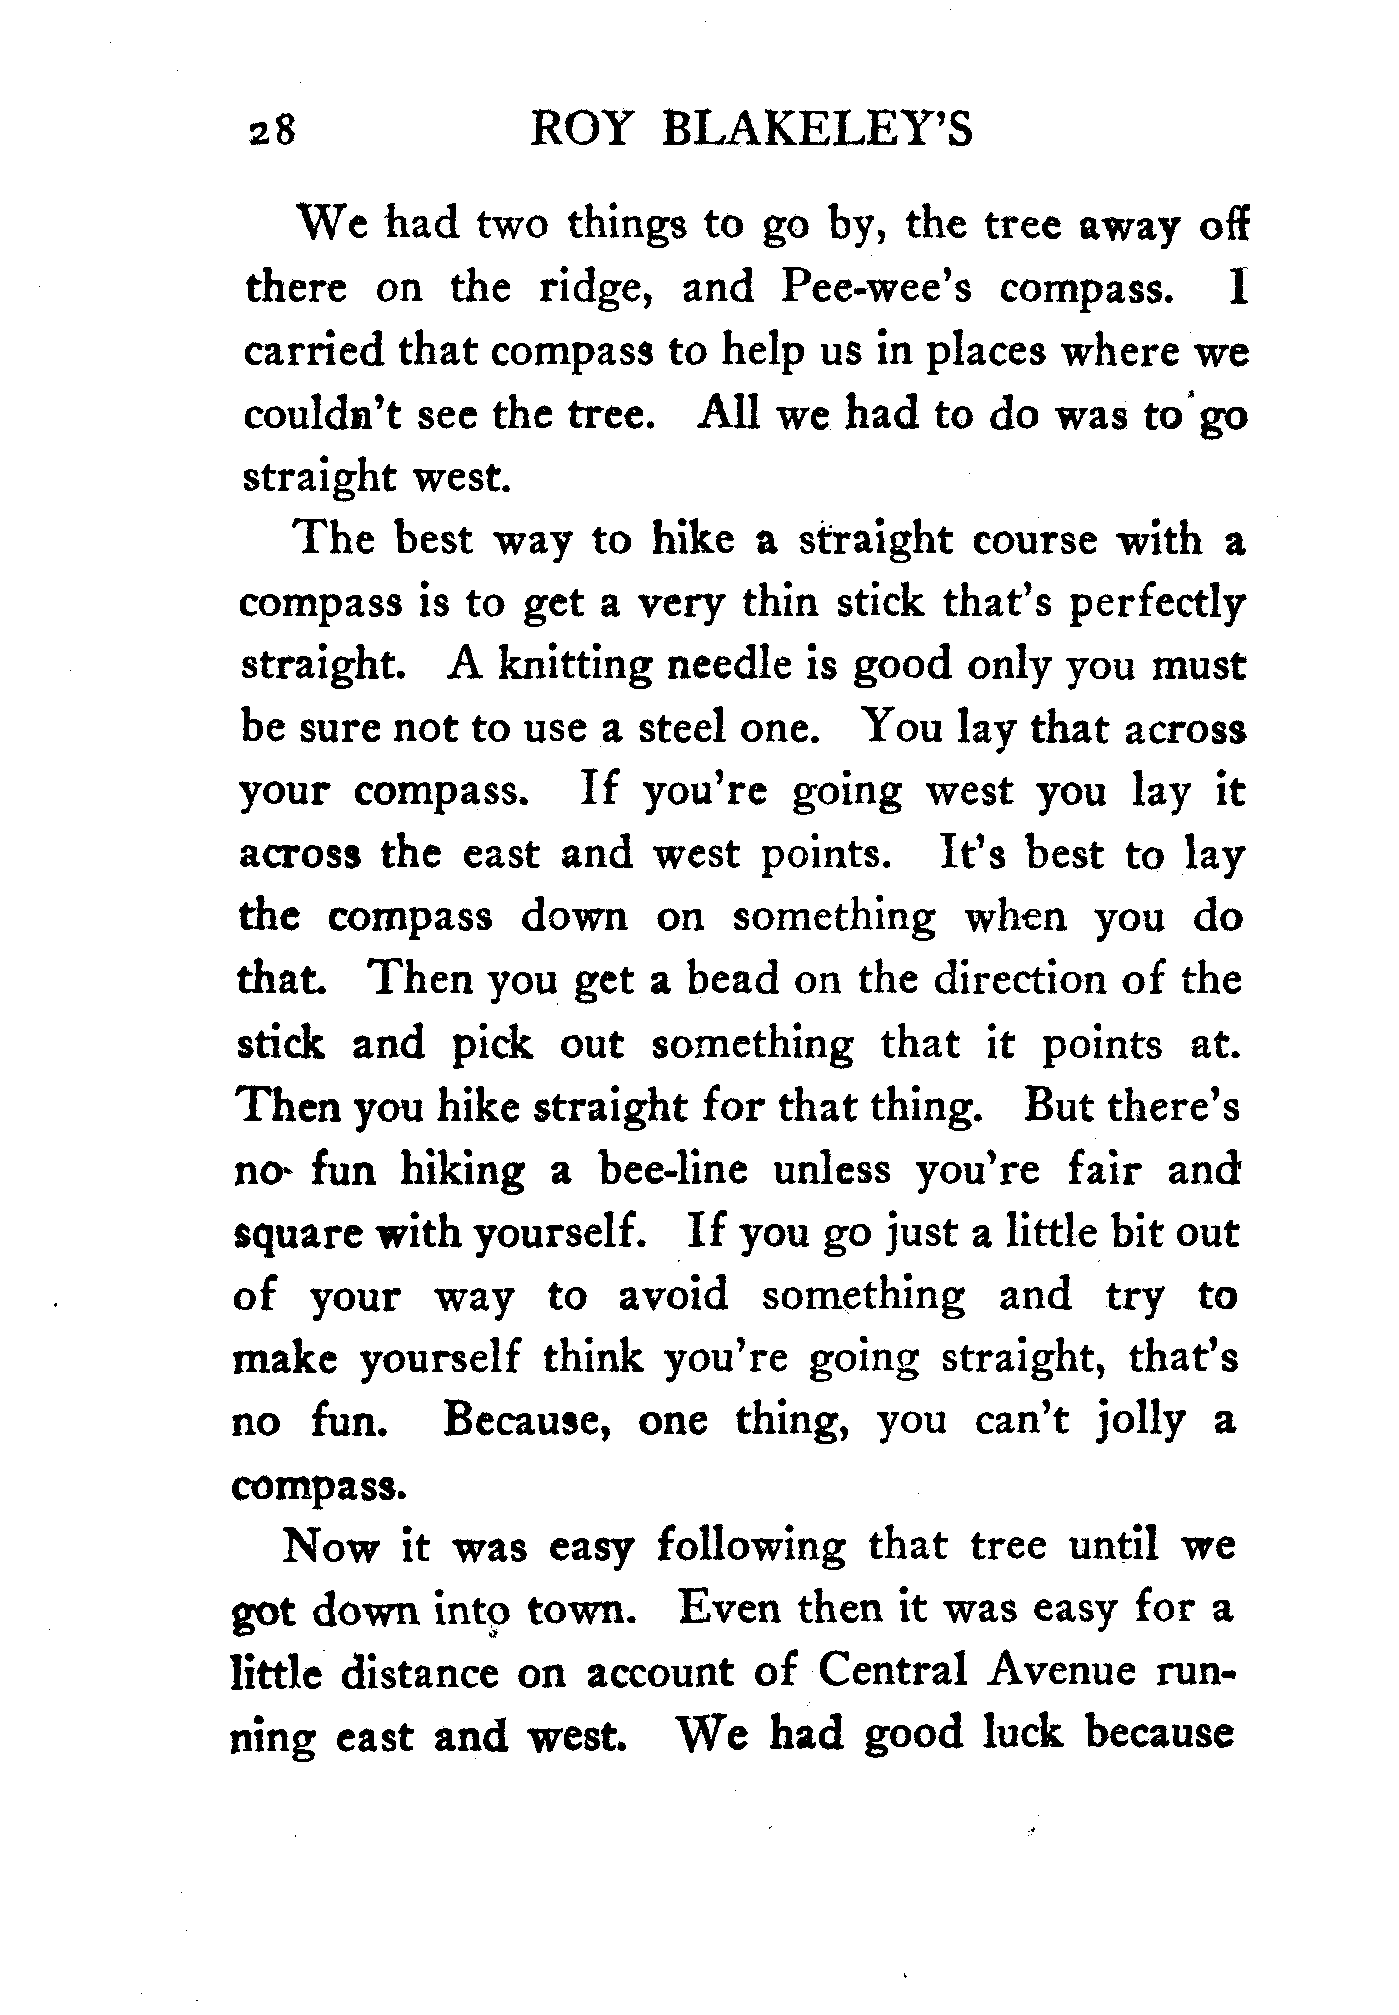 28 ROY BLAKELEY'S
We had two things to go by, the tree away off
there on the ridge, and Pee-wee's compass. I
carried that compass to help us in places where we
couldn't see the tree. All we had to do was to go
straight west.
The best way to hike a straight course with a
compass is to get a very thin stick that's perfectly
straight. A knitting needle is good only you must
be sure not to use a steel one. You lay that across
your compass. If you're going west you lay it
across the east and west points. It's best to lay
the compass down on something when you do
that. Then you get a bead on the direction of the
stick and pick out something that it points at.
Then you hike straight for that thing. But there's
no fun hiking a bee-line unless you're fair and
square with yourself. If you go just a little bit out
of your way to avoid something and try to
make yourself think you're going straight, that's
no fun. Because, one thing, you can't jolly a
compass.
Now it was easy following that tree until we
got down into town. Even then it was easy for a
little distance on account of Central Avenue run-
ning east and west. We had good luck because